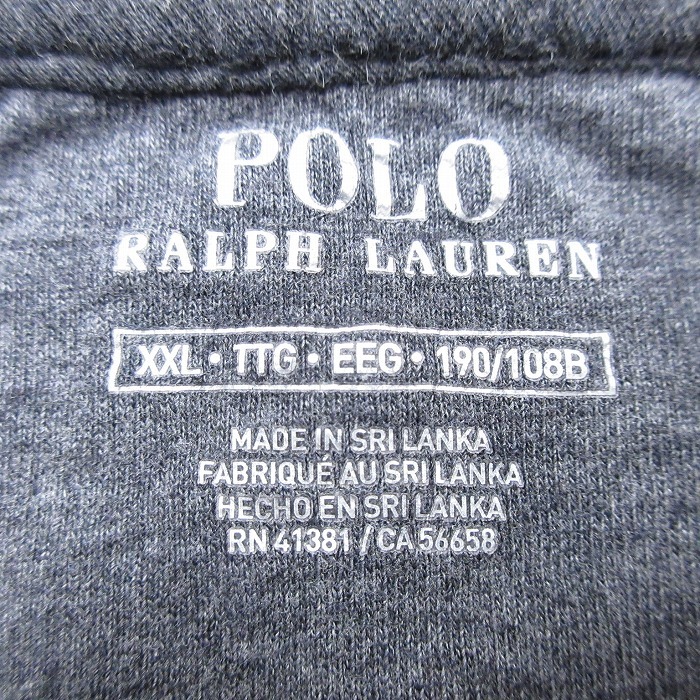 POLO
RALPH LAUREN
XXL • TTG • EEG • 190/108B
MADE IN SRI LANKA
FABRIQUÉ AU SRI LANKA
HECHO EN SRI LANKA
RN 41381 / CA 56658